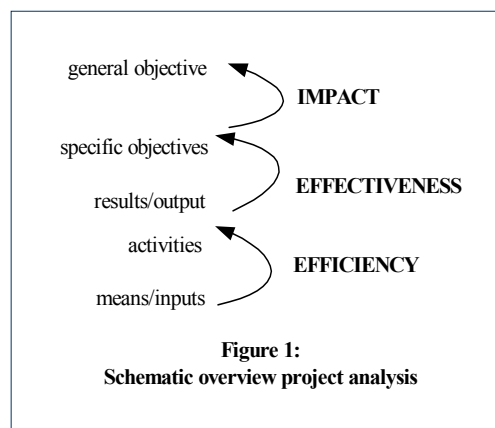 general objective
IMPACT
specific objectives
EFFECTIVENESS
results/output
activities
EFFICIENCY
means/inputs
Figure 1:
Schematic overview project analysis